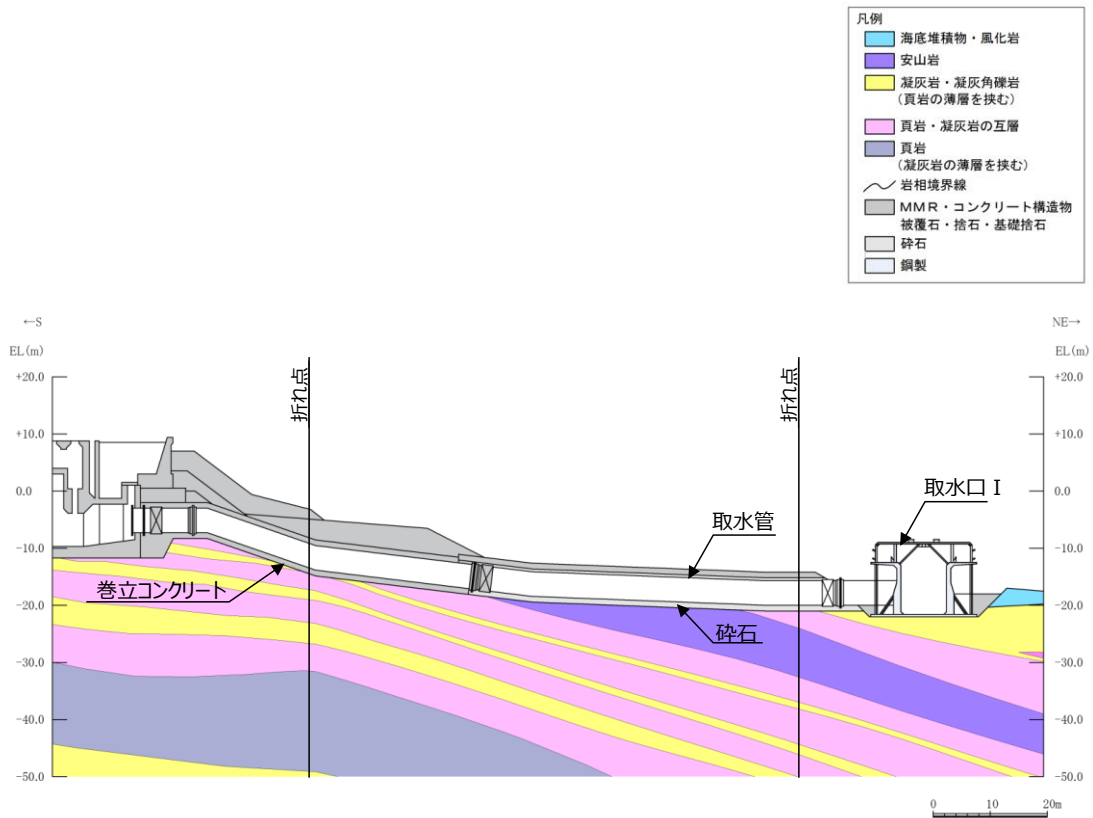 凡例
海底堆積物・風化岩
安山岩
凝灰岩・凝灰角礫岩
(頁岩の薄層を挟む)
頁岩・凝灰岩の互層
頁岩
(凝灰岩の薄層を挟む)
岩相境界線
MMR・コンクリート構造物
被覆石・捨石・基礎捨石
砕石
鋼製
←S
NE→
EL(m)
EL(m)
+20.0
+10.0
0.0
-10.0
-20.0
-30.0
-40.0
-50.0
折れ点
折れ点
取水口Ⅰ
取水管
巻立コンクリート
砕石
+20.0
+10.0
0.0
-10.0
-20.0
-30.0
-40.0
-50.0
0 10 20m